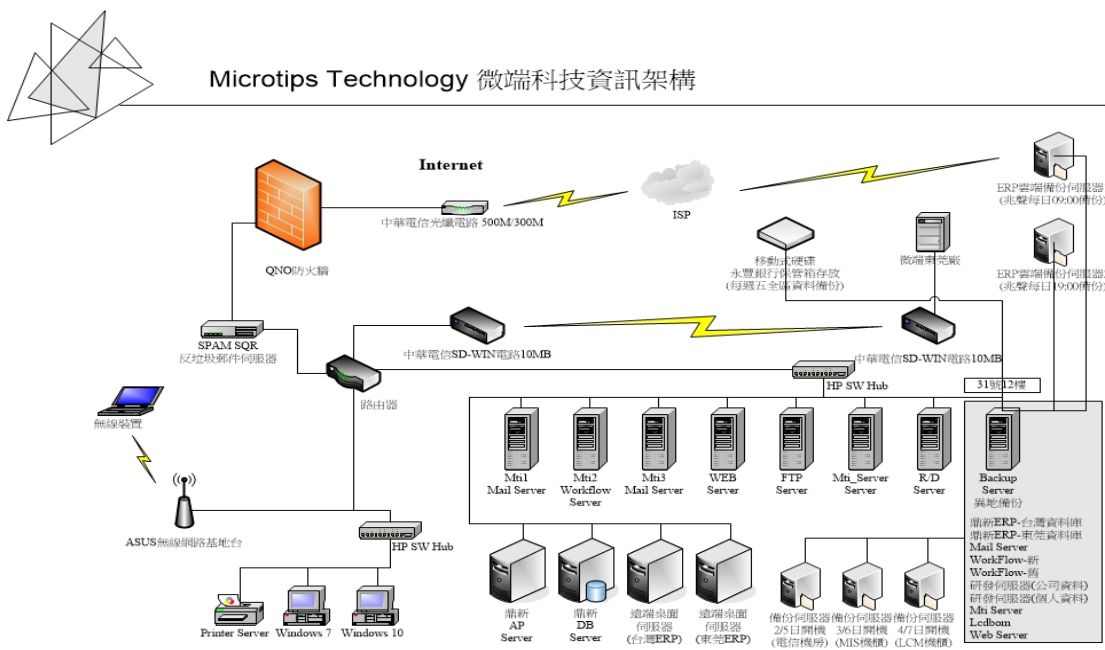 Microtips Technology 微端科技資訊架構
Internet
中華電信光纖電路 500M/300M
ISP
ERP雲端備份伺服器
(兆聲每日09:00備份)
QNO防火牆
移動式硬碟
永豐銀行保管箱存放
(每週五全區資料備份)
微端東莞廠
ERP雲端備份伺服器
(兆聲每日19:00備份)
SPAM SQR
反垃圾郵件伺服器
中華電信SD-WIN電路10MB
中華電信SD-WIN電路10MB
路由器
HP SW Hub
31號12樓
無線裝置
Mti1
Mail Server
Mti2
Workflow
Server
Mti3
Mail Server
WEB
Server
FTP
Server
Mti_Server
Server
R/D
Server
Backup
Server
異地備份
鼎新ERP-台灣資料庫
鼎新ERP-東莞資料庫
Mail Server
WorkFlow-新
WorkFlow-舊
研發伺服器(公司資料)
研發伺服器(個人資料)
Mti Server
Lcdbom
Web Server
ASUS無線網路基地台
HP SW Hub
Printer Server
Windows 7
Windows 10
鼎新
AP
Server
鼎新
DB
Server
遠端桌面
伺服器
(台灣ERP)
遠端桌面
伺服器
(東莞ERP)
備份伺服器
2/5日開機
(電信機房)
備份伺服器
3/6日開機
(MIS機櫃)
備份伺服器
4/7日開機
(LCM機櫃)